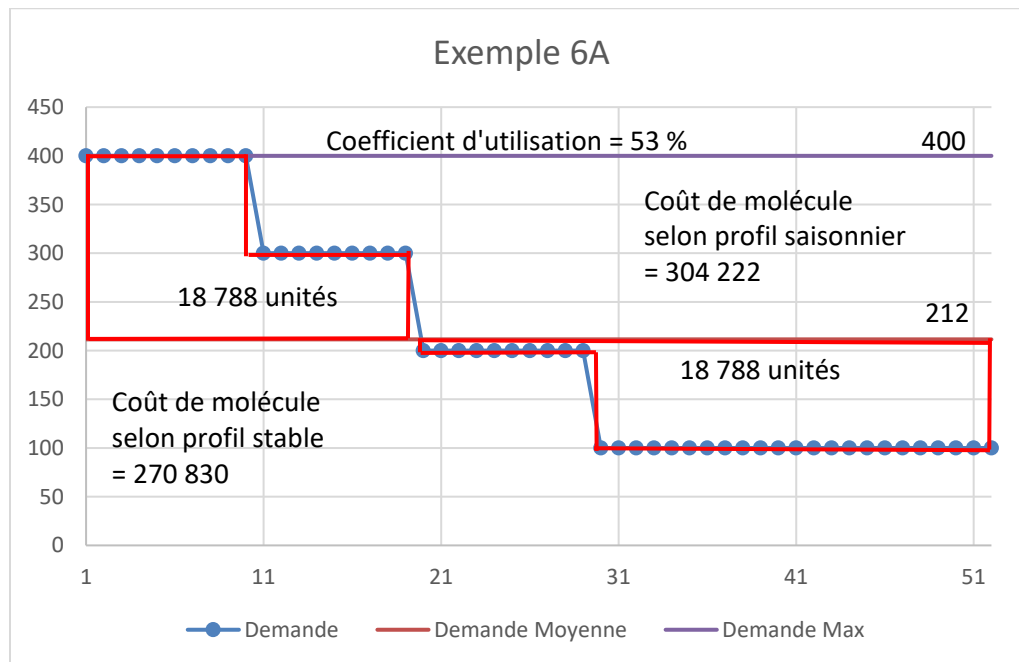 Exemple 6A
450
400
350
300
250
200
150
100
50
0
Coefficient d'utilisation = 53 %
400
Coût de molécule
selon profil saisonnier
= 304 222
18 788 unités
212
18 788 unités
Coût de molécule
selon profil stable
= 270 830
1
11
21
31
41
51
Demande
Demande Moyenne
Demande Max